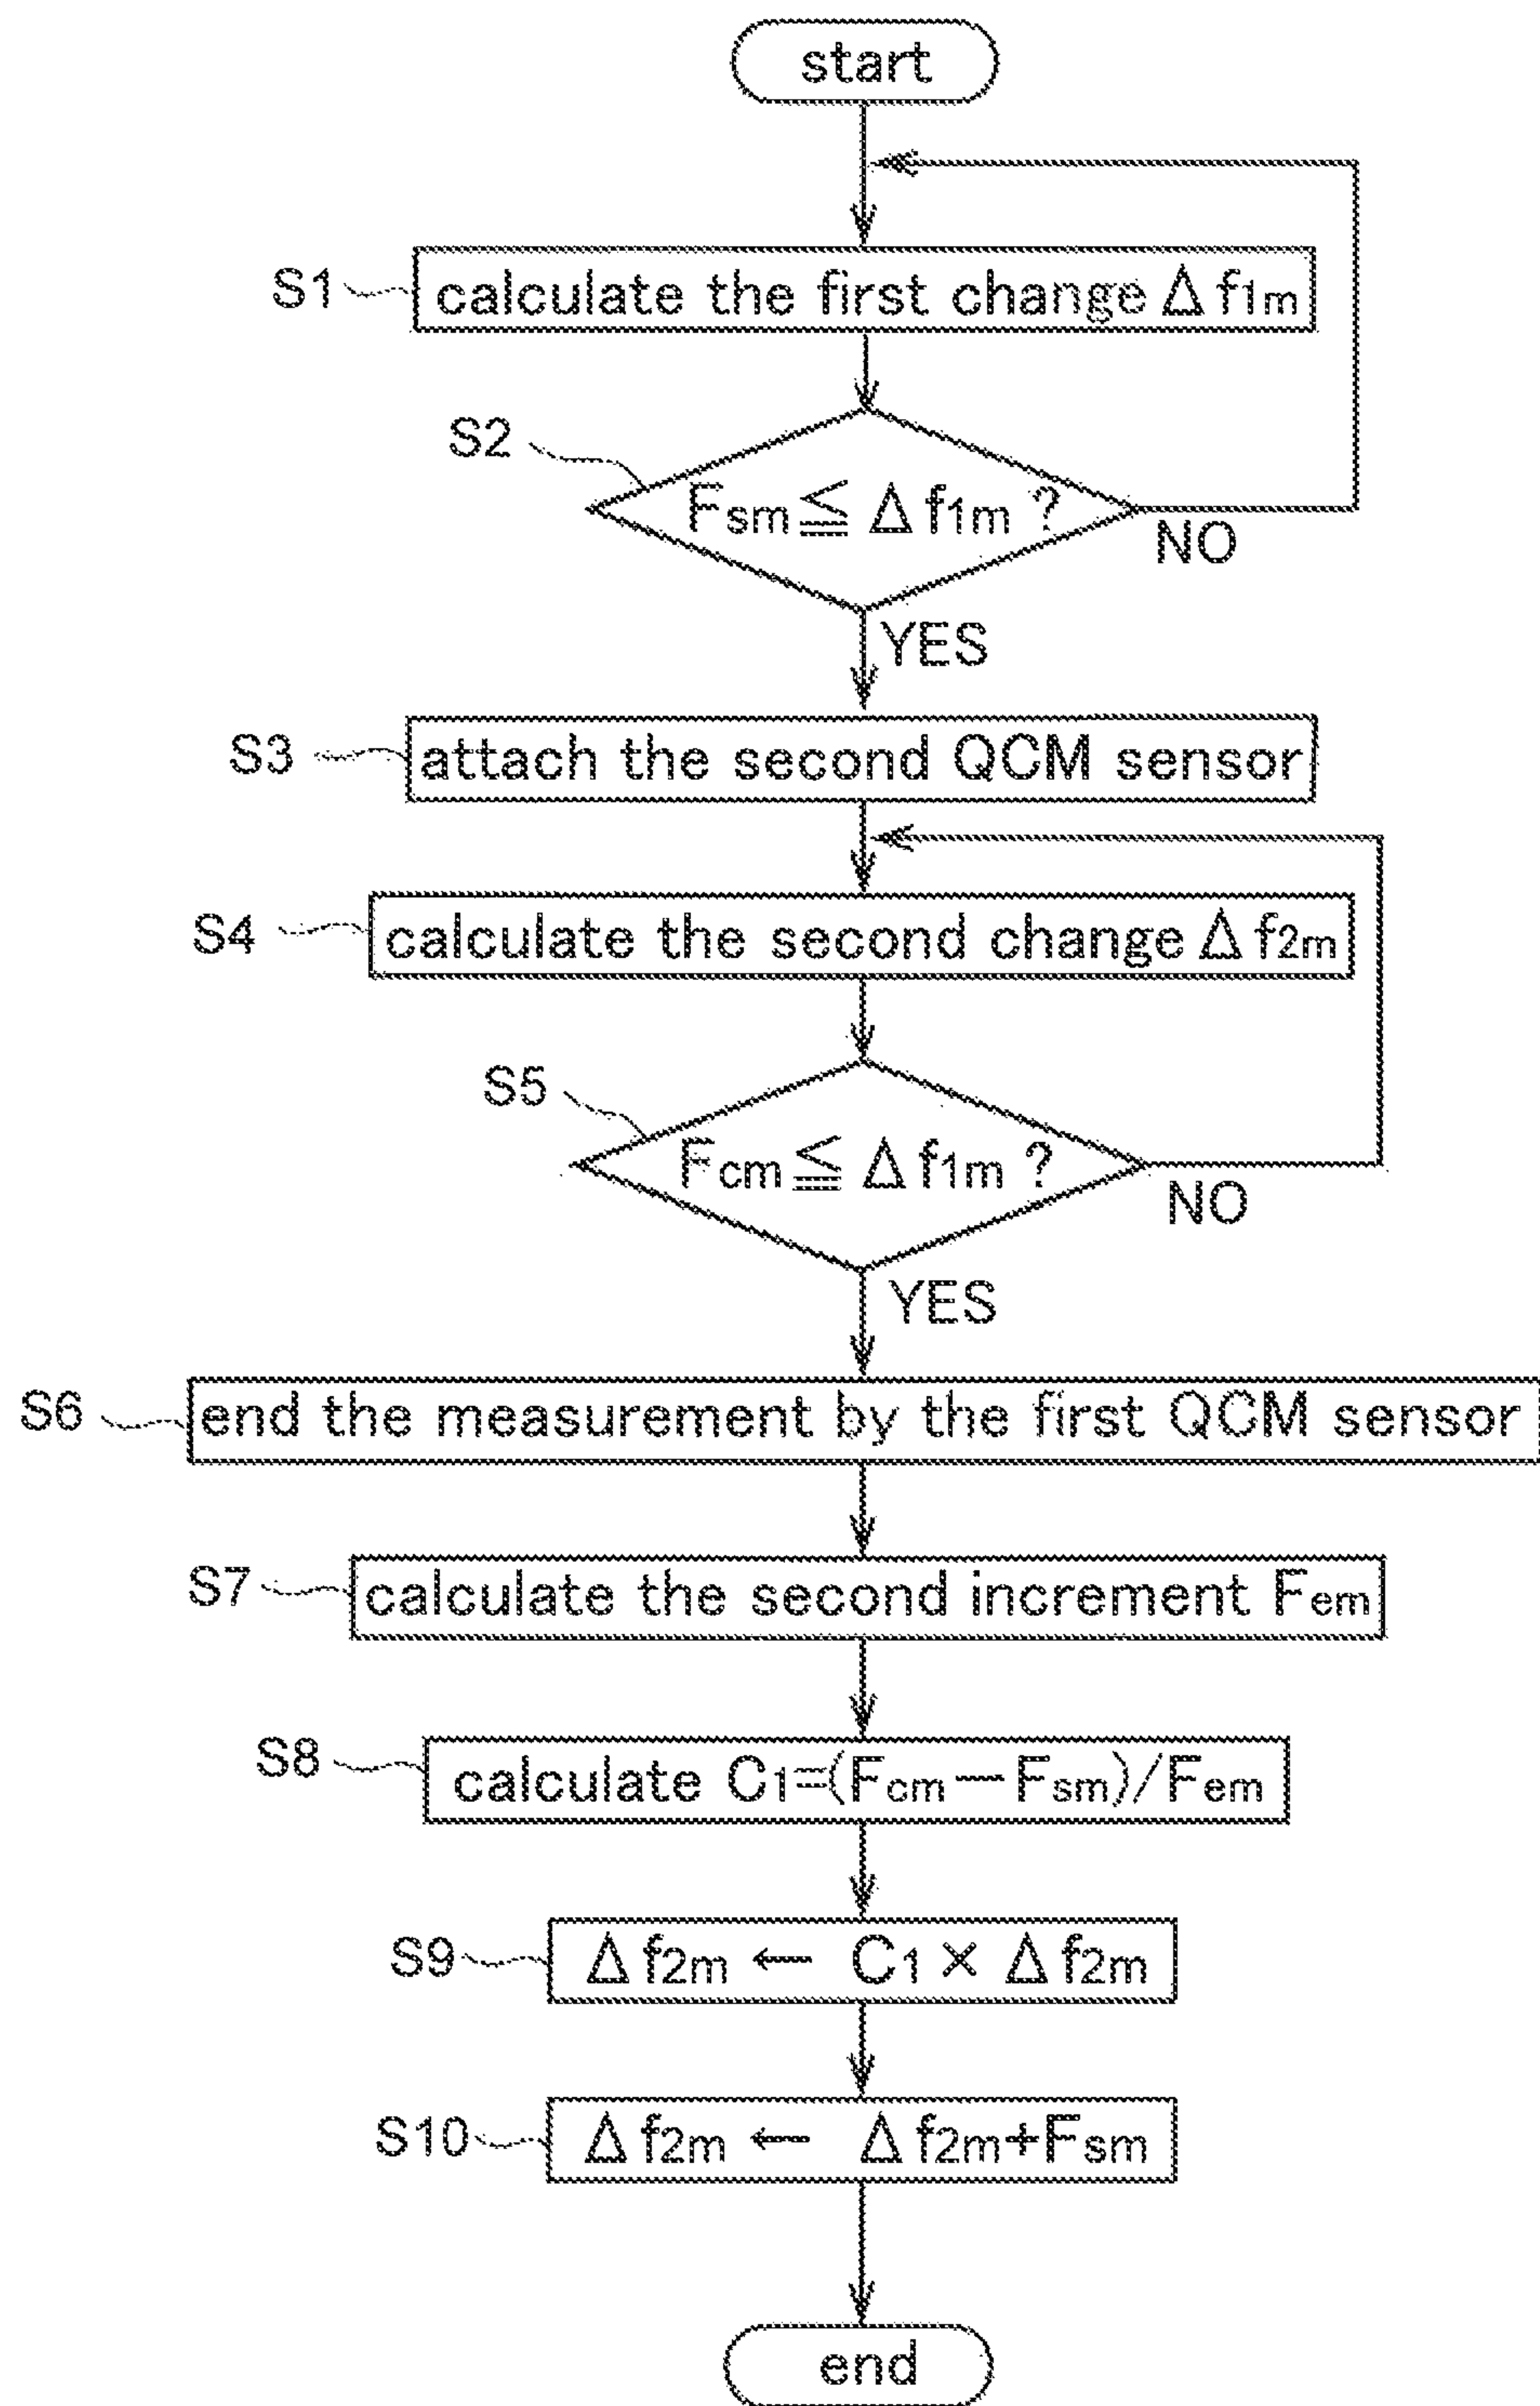 start
S1 calculate the first change Δf1m
S2 Fsm≦Δf1m?
NO
YES
S3 attach the second QCM sensor
S4 calculate the second change Δf2m
S5 Fcm≦Δf1m?
NO
YES
S6 end the measurement by the first QCM sensor
S7 calculate the second increment Fem
S8 calculate C1=(Fcm−Fsm)/Fem
S9 Δf2m ← C1 × Δf2m
S10 Δf2m ← Δf2m+Fsm
end